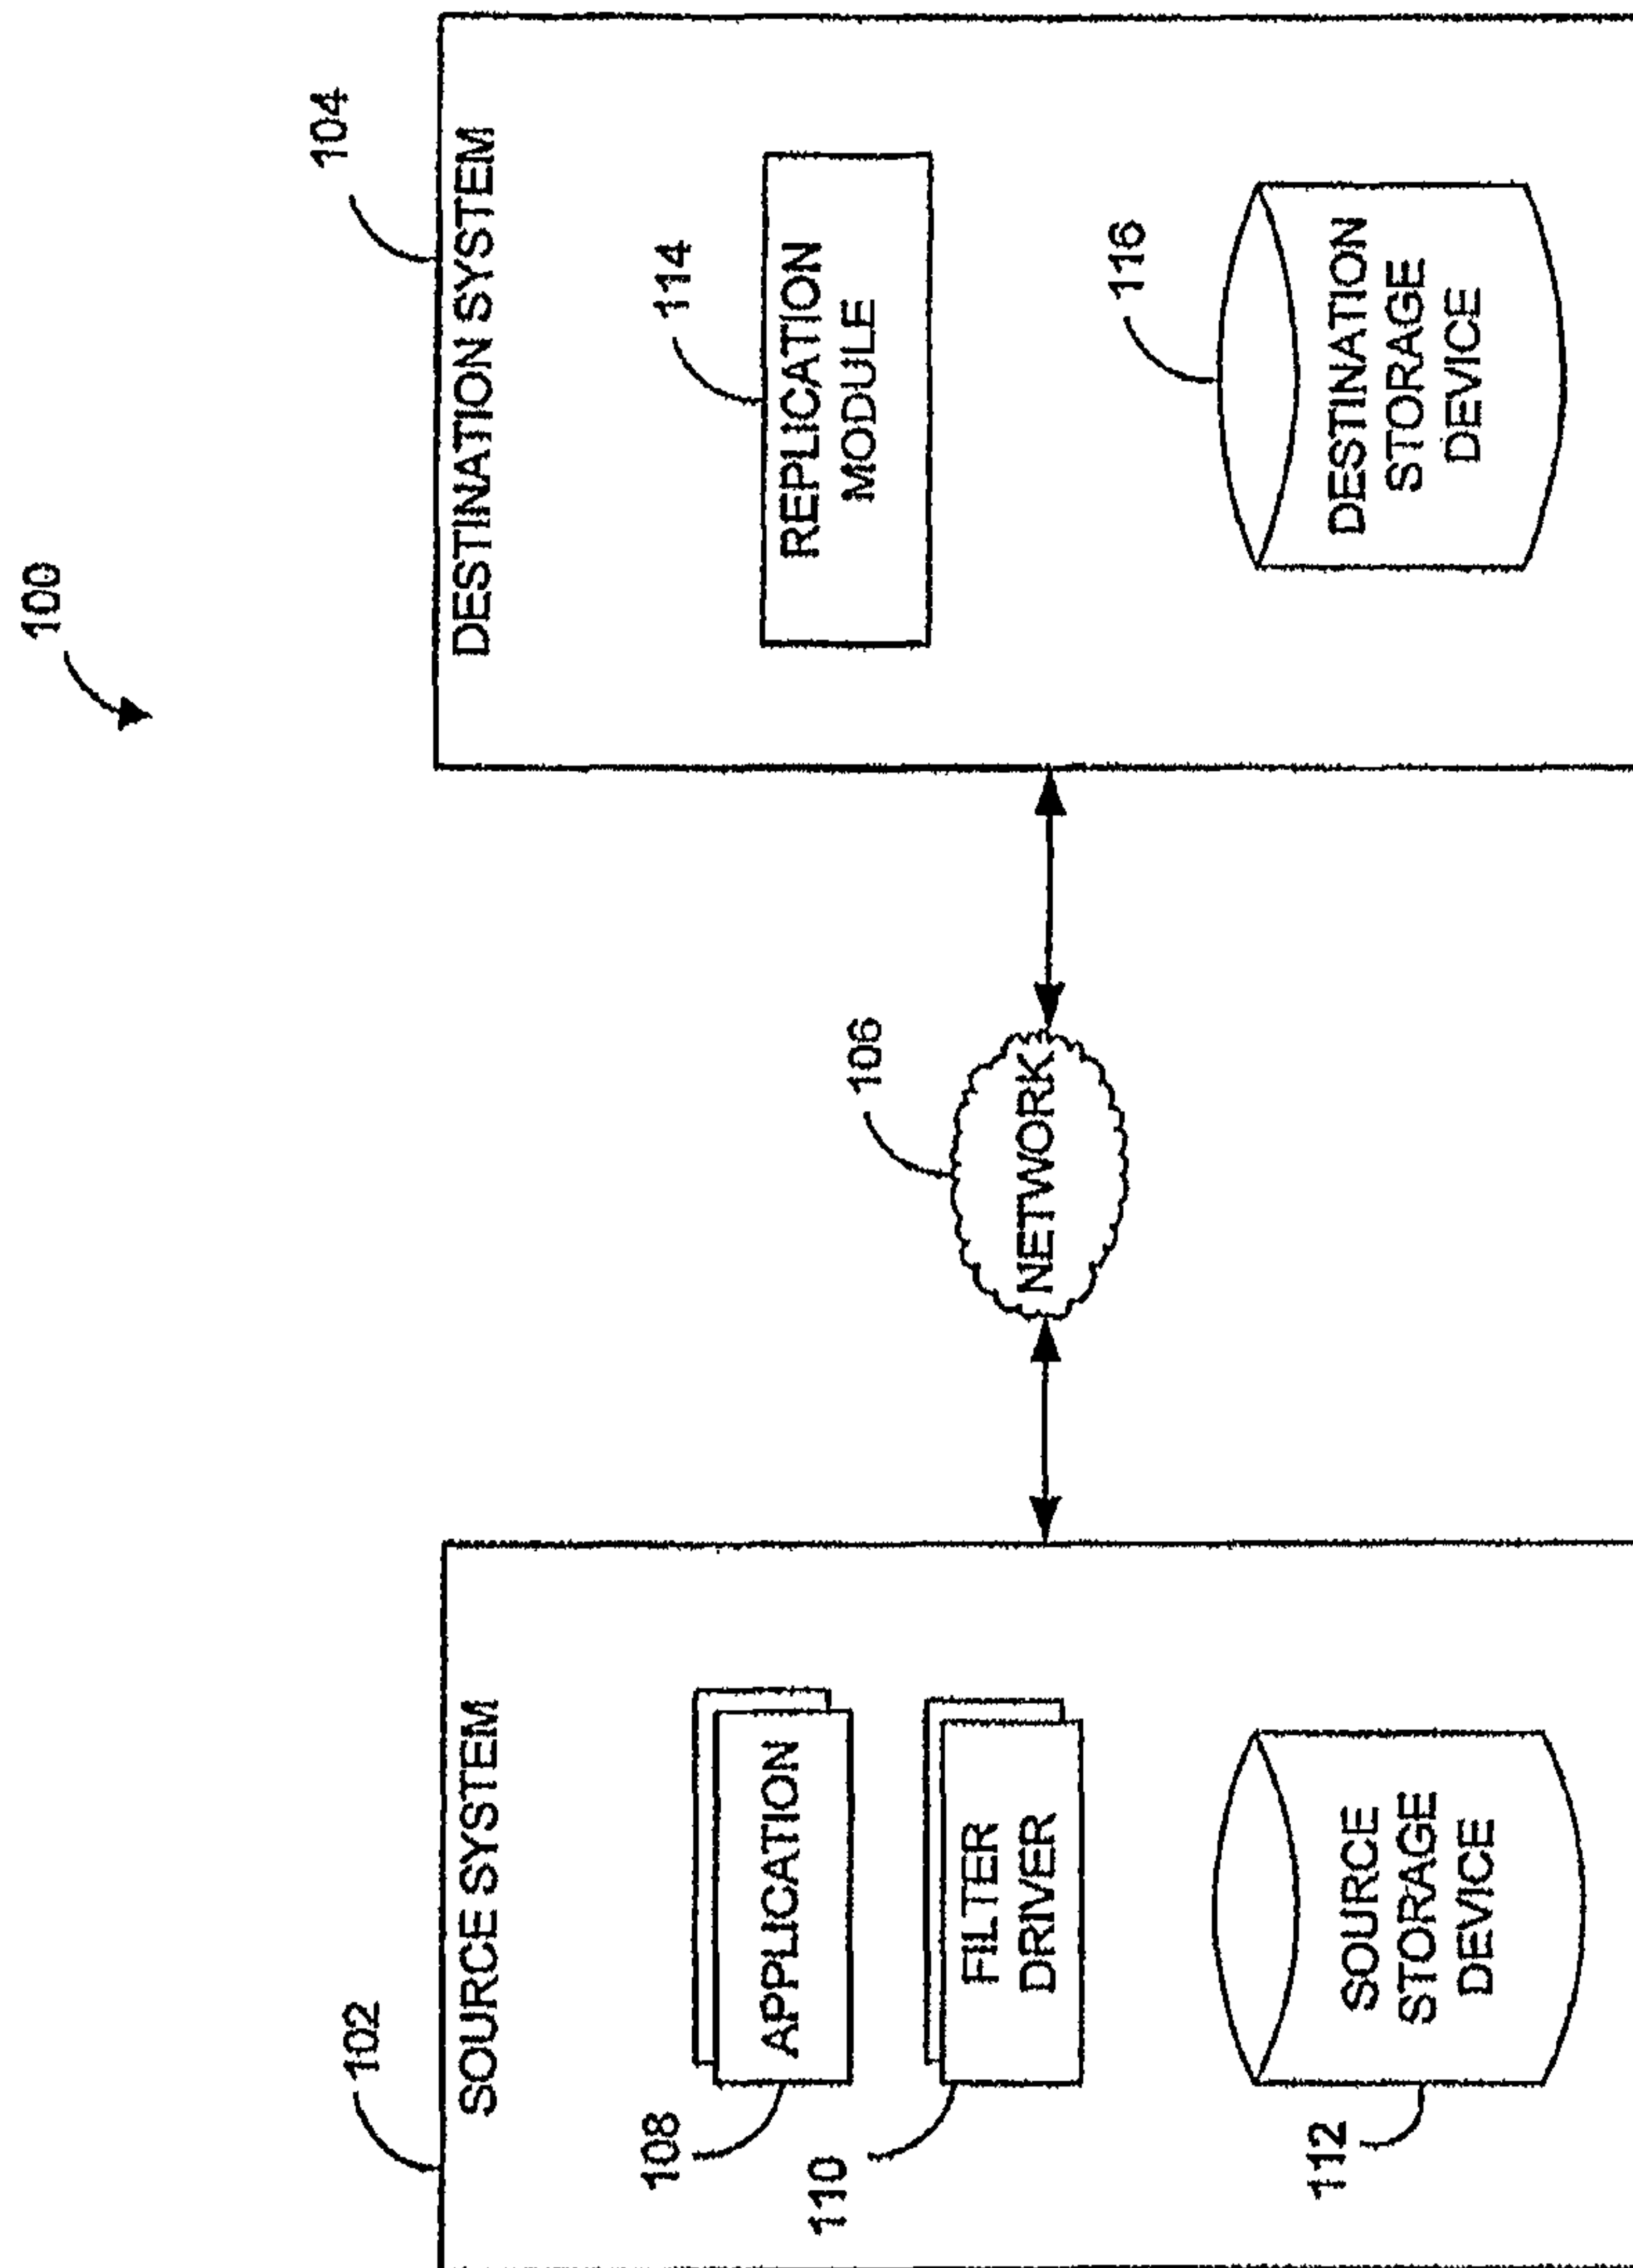 100
102
SOURCE SYSTEM
108
APPLICATION
110
FILTER
DRIVER
112
SOURCE
STORAGE
DEVICE
106
NETWORK
104
DESTINATION SYSTEM
114
REPLICATION
MODULE
116
DESTINATION
STORAGE
DEVICE